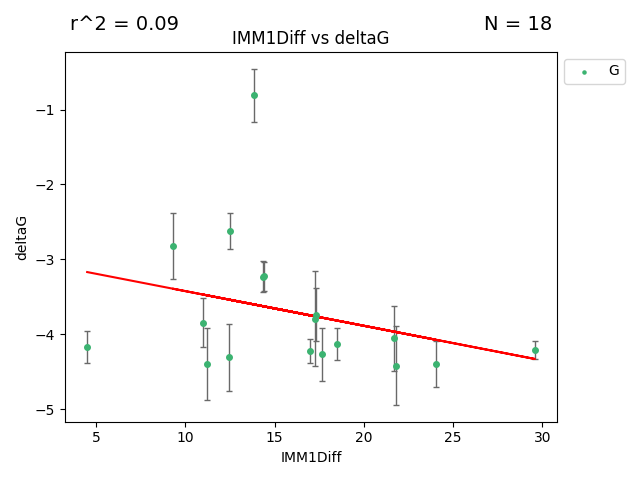 r^2 = 0.09
N = 18
IMM1Diff vs deltaG
G
deltaG
−1
−2
−3
−4
−5
5 10 15 20 25 30
IMM1Diff